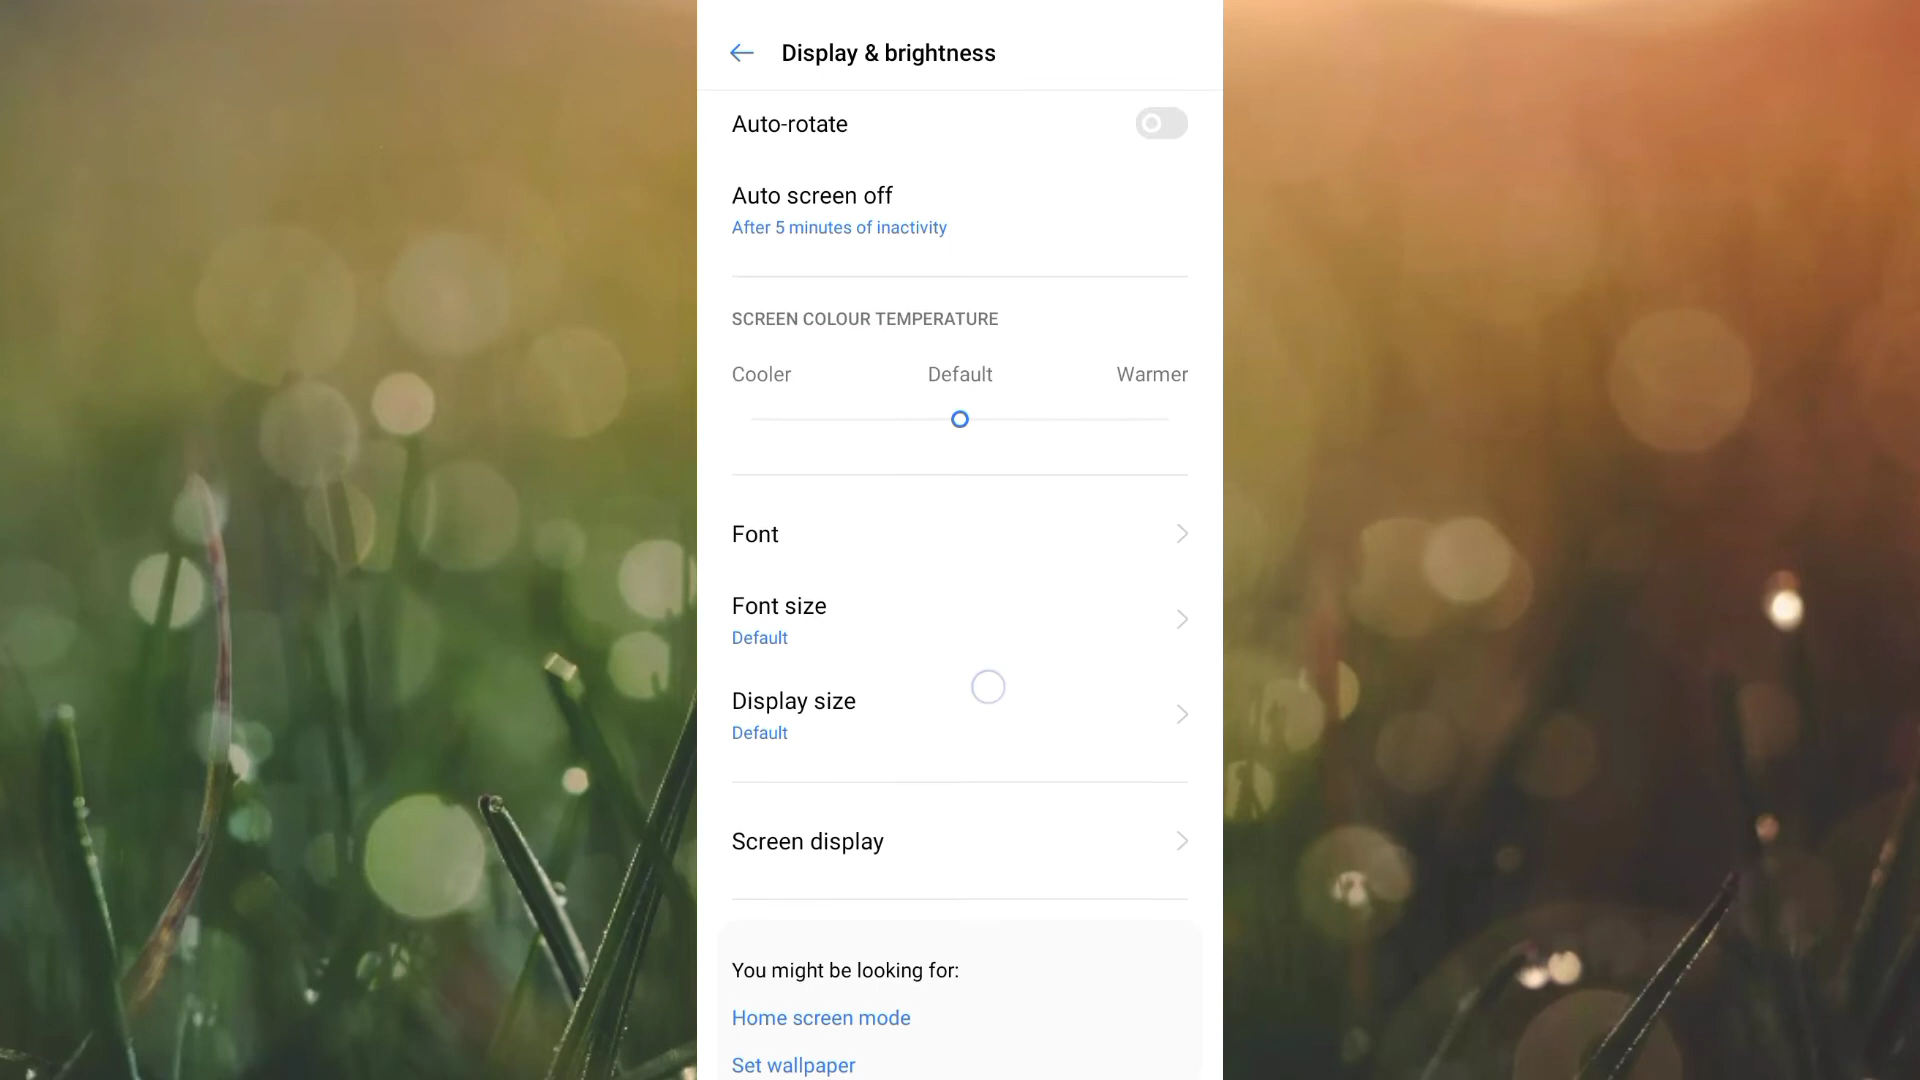 Display & brightness
Auto-rotate
Auto screen off
After 5 minutes of inactivity
SCREEN COLOUR TEMPERATURE
Cooler Default Warmer
Font
Font size
Default
Display size
Default
Screen display
You might be looking for:
Home screen mode
Set wallpaper